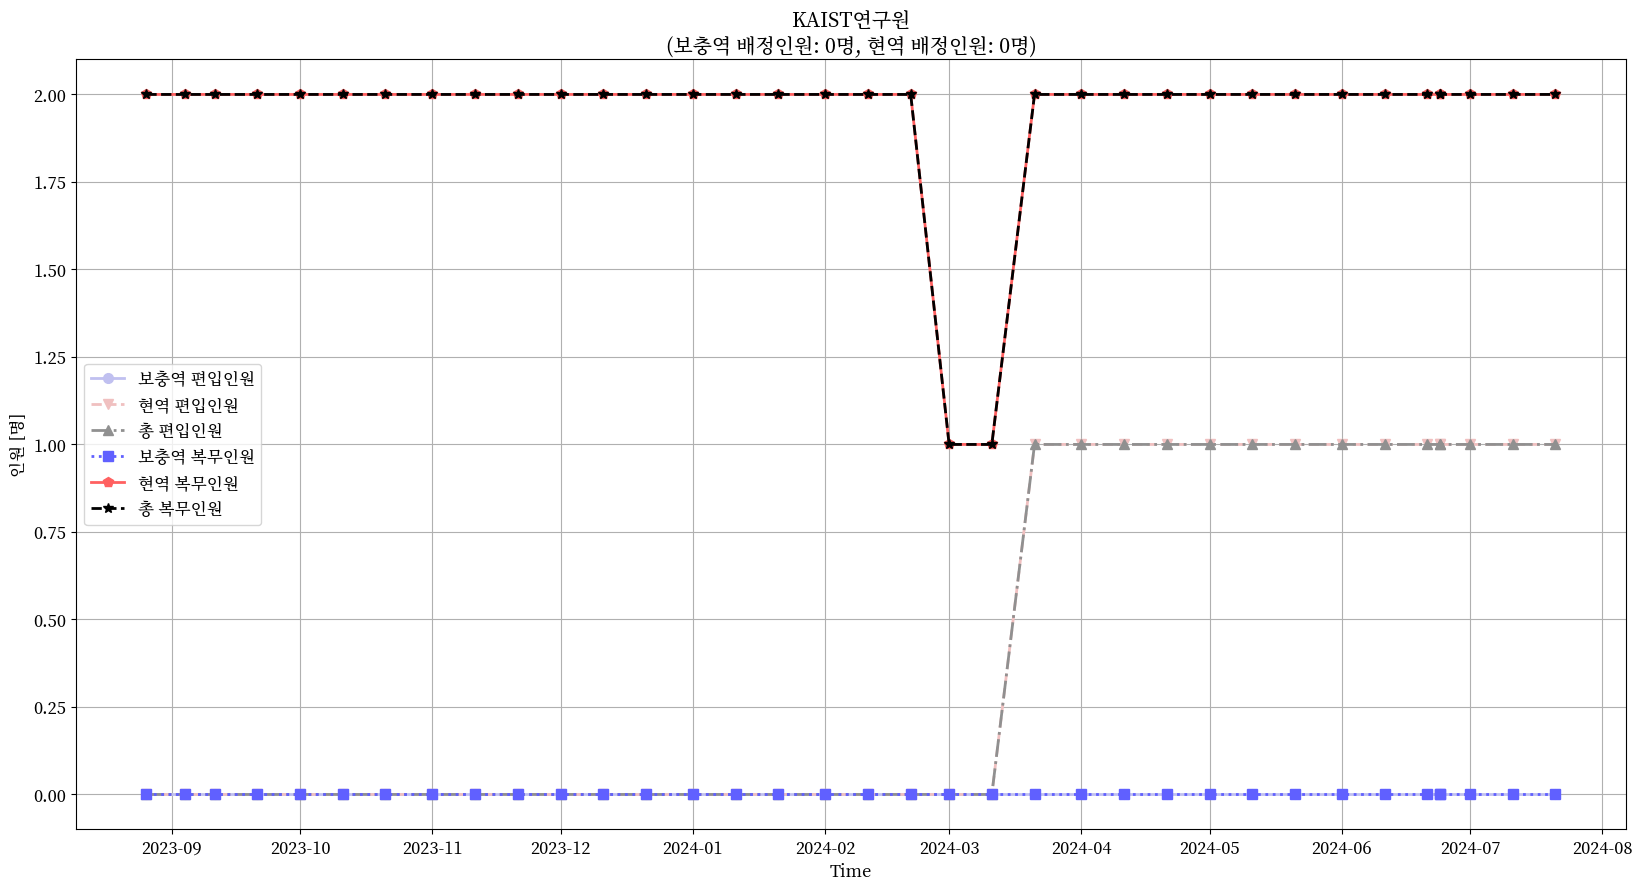 KAIST연구원
(보충역 배정인원: 0명, 현역 배정인원: 0명)
2.00
1.75
1.50
1.25
1.00
0.75
0.50
0.25
0.00
인원 [명]
보충역 편입인원
현역 편입인원
총 편입인원
보충역 복무인원
현역 복무인원
총 복무인원
2023-09 2023-10 2023-11 2023-12 2024-01 2024-02 2024-03 2024-04 2024-05 2024-06 2024-07 2024-08
Time